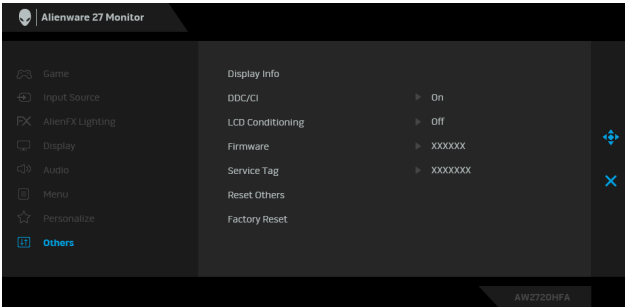 Alienware 27 Monitor
Game
Input Source
FX AlienFX Lighting
Display
Audio
Menu
Personalize
Others
Display Info
DDC/CI On
LCD Conditioning Off
Firmware XXXXXX
Service Tag XXXXXXX
Reset Others
Factory Reset
AW2720HFA